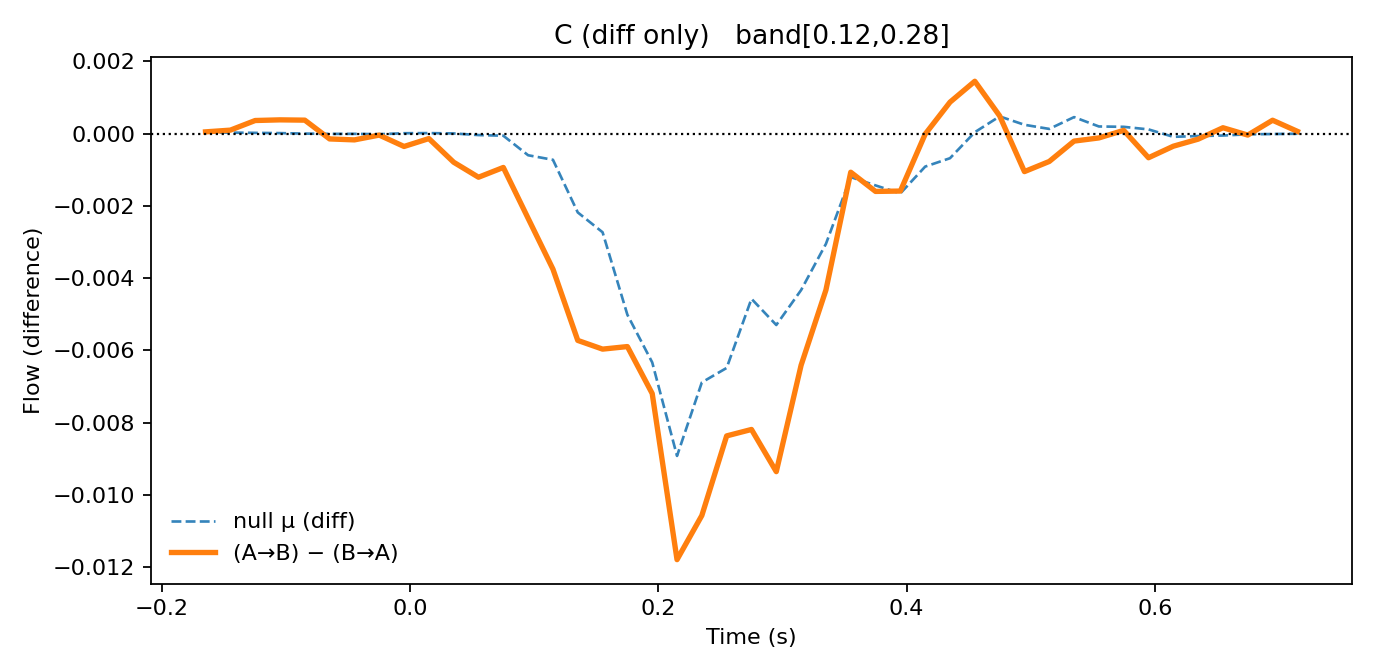 C (diff only)   band[0.12,0.28]
0.002
0.000
−0.002
−0.004
−0.006
−0.008
−0.010
−0.012
Flow (difference)
null μ (diff)
(A→B) − (B→A)
−0.2
0.0
0.2
0.4
0.6
Time (s)